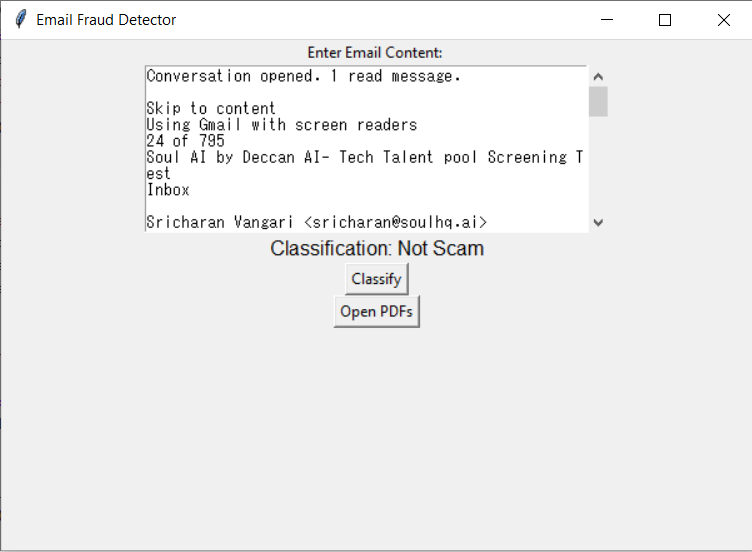 Email Fraud Detector
Enter Email Content:
Conversation opened. 1 read message.
Skip to content
Using Gmail with screen readers
24 of 795
Soul AI by Deccan AI- Tech Talent pool Screening T
est
Inbox
Sricharan Vangari <sricharan@soulhq.ai>
Classification: Not Scam
Classify
Open PDFs